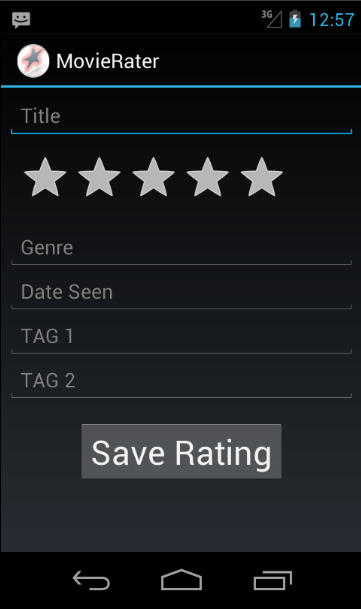 3G 12:57
MovieRater
Title
Genre
Date Seen
TAG 1
TAG 2
Save Rating